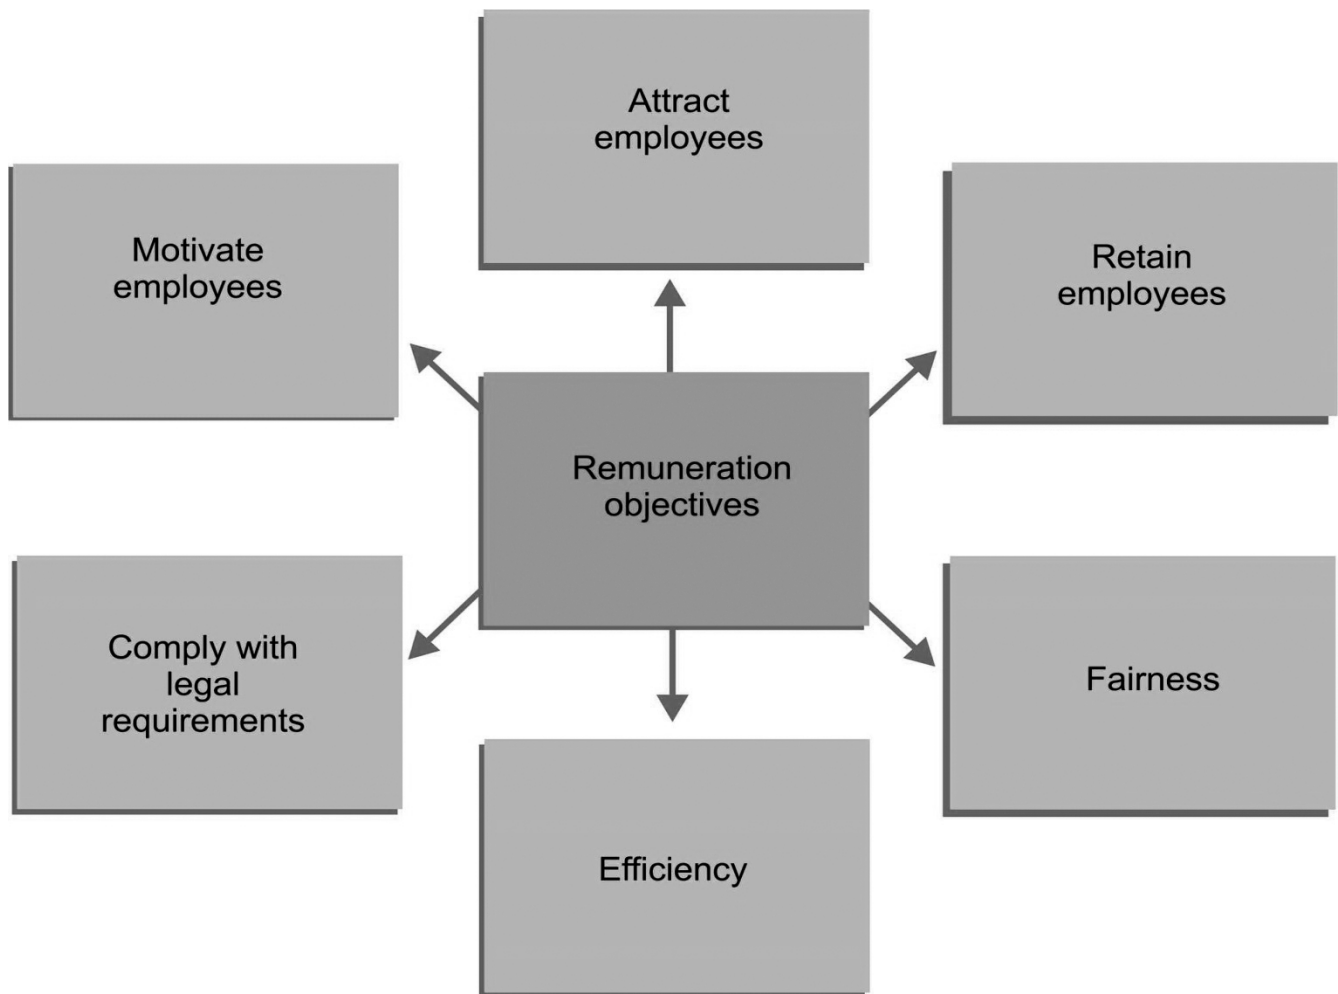 Attract
employees
Motivate
employees
Retain
employees
Remuneration
objectives
Comply with
legal
requirements
Fairness
Efficiency